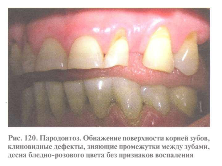 Рис. 120. Пародонтоз. Обнажение поверхности корней зубов,
клиновидные дефекты, зияющие промежутки между зубами,
десна бледно-розового цвета без признаков воспаления